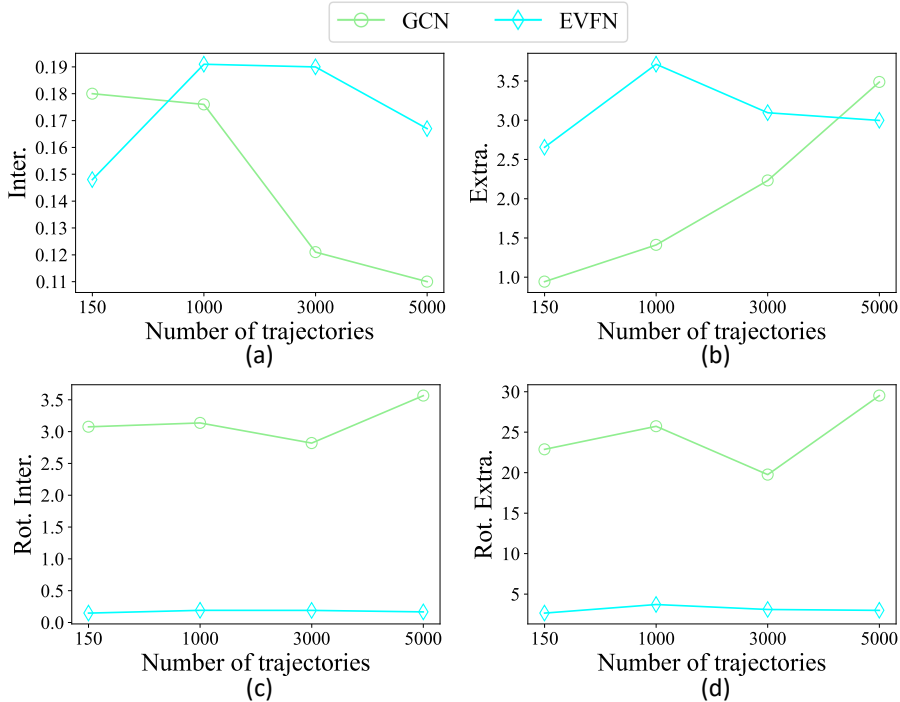 GCN EVFN
0.19
0.18
0.17
0.16
0.15
0.14
0.13
0.12
0.11
Inter.
150 1000 3000 5000
Number of trajectories
(a)
3.5
3.0
2.5
2.0
1.5
1.0
Extra.
150 1000 3000 5000
Number of trajectories
(b)
3.5
3.0
2.5
2.0
1.5
1.0
0.5
0.0
Rot. Inter.
150 1000 3000 5000
Number of trajectories
(c)
30
25
20
15
10
5
Rot. Extra.
150 1000 3000 5000
Number of trajectories
(d)